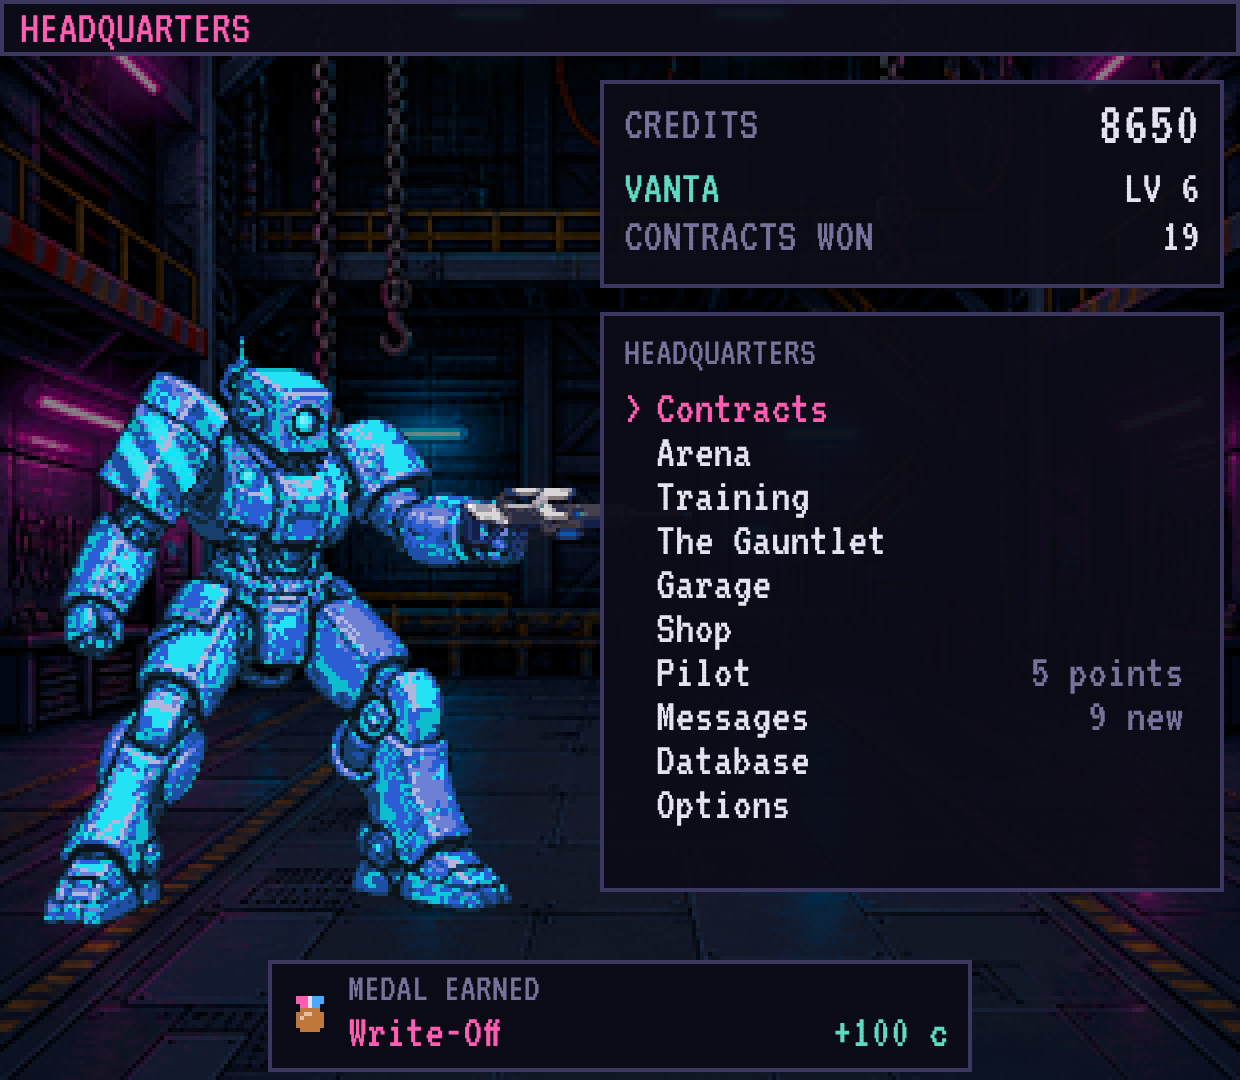 HEADQUARTERS
CREDITS 8650
VANTA LV 6
CONTRACTS WON 19
HEADQUARTERS
> Contracts
Arena
Training
The Gauntlet
Garage
Shop
Pilot 5 points
Messages 9 new
Database
Options
MEDAL EARNED
Write-Off +100 c